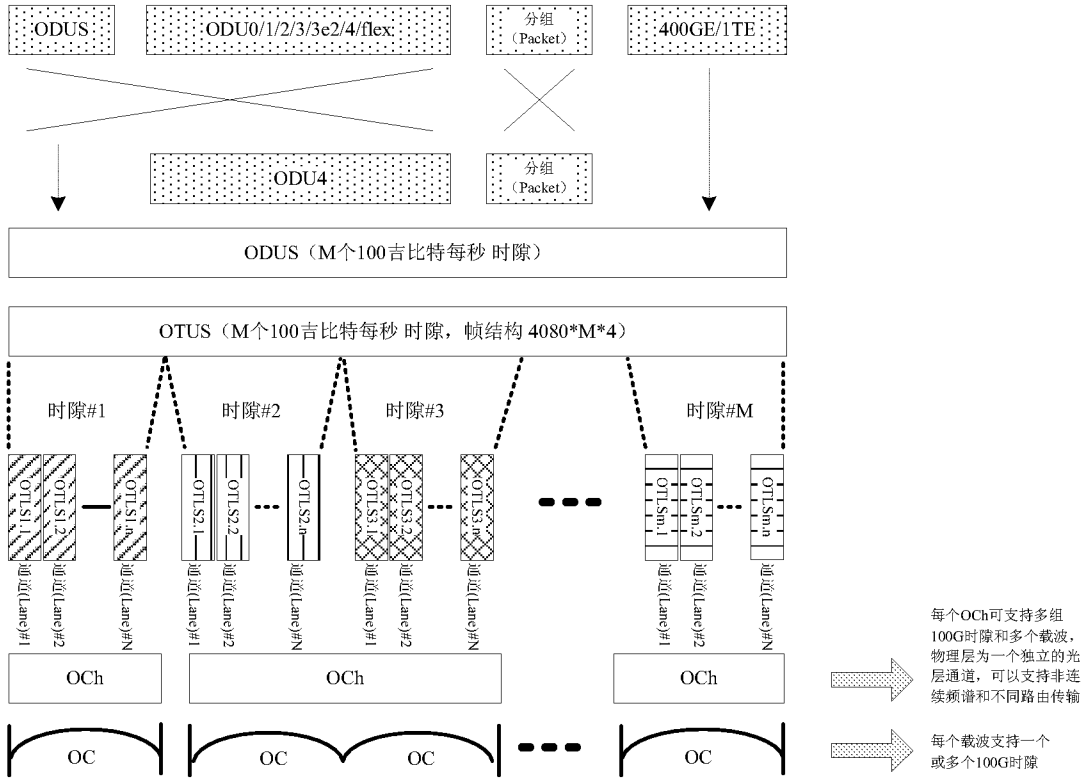 ODUS
ODU0/1/2/3/3e2/4/flex
分组
（Packet）
400GE/1TE
ODU4
分组
（Packet）
ODUS（M个100吉比特每秒 时隙）
OTUS（M个100吉比特每秒 时隙，帧结构 4080*M*4）
时隙#1
时隙#2
时隙#3
时隙#M
OTLS1.1
OTLS1.2
OTLS1.n
OTLS2.1
OTLS2.2
OTLS2.n
OTLS3.1
OTLS3.2
OTLS3.n
OTLSm.1
OTLSm.2
OTLSm.n
通道(Lane)#1
通道(Lane)#2
通道(Lane)#N
通道(Lane)#1
通道(Lane)#2
通道(Lane)#N
通道(Lane)#1
通道(Lane)#2
通道(Lane)#N
通道(Lane)#1
通道(Lane)#2
通道(Lane)#N
OCh
OCh
OCh
每个OCh可支持多组
100G时隙和多个载波，
物理层为一个独立的光
层通道，可以支持非连
续频谱和不同路由传输
OC
OC
OC
OC
每个载波支持一个
或多个100G时隙